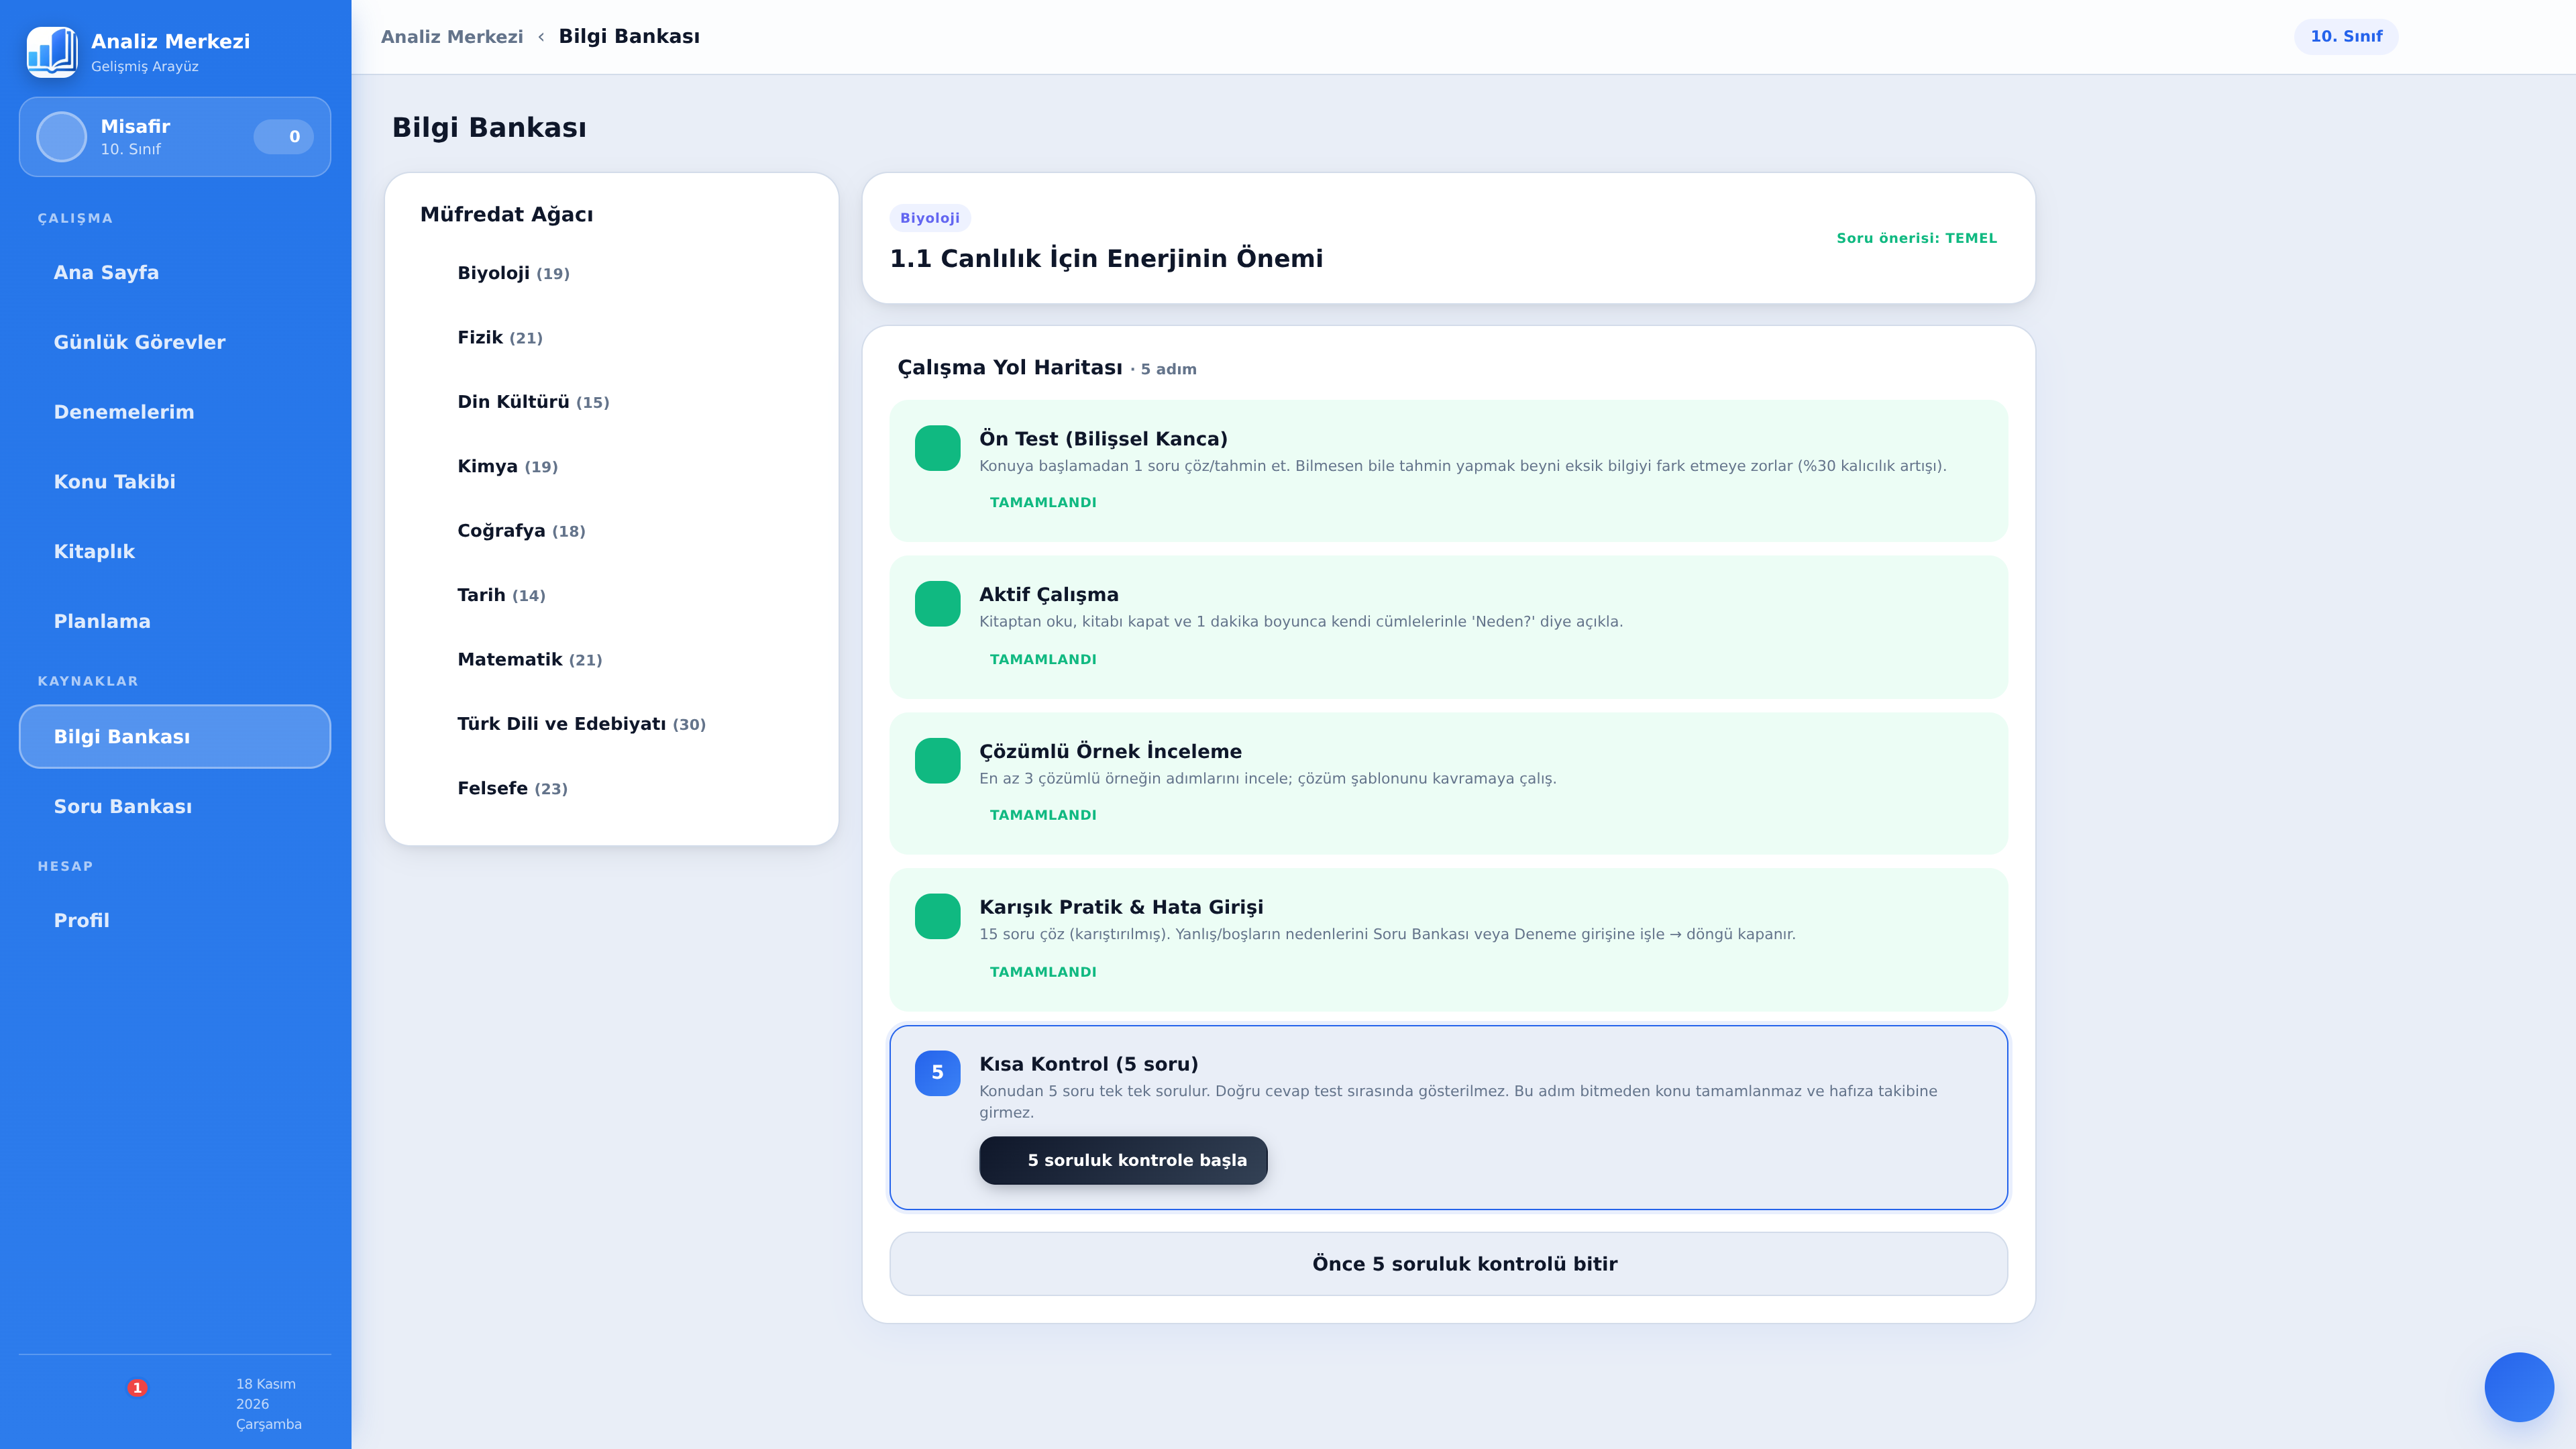 Analiz Merkezi
Gelişmiş Arayüz
Misafir
10. Sınıf
0
ÇALIŞMA
Ana Sayfa
Günlük Görevler
Denemelerim
Konu Takibi
Kitaplık
Planlama
KAYNAKLAR
Bilgi Bankası
Soru Bankası
HESAP
Profil
1
18 Kasım
2026
Çarşamba
Analiz Merkezi ‹ Bilgi Bankası
10. Sınıf
Bilgi Bankası
Müfredat Ağacı
Biyoloji (19)
Fizik (21)
Din Kültürü (15)
Kimya (19)
Coğrafya (18)
Tarih (14)
Matematik (21)
Türk Dili ve Edebiyatı (30)
Felsefe (23)
Biyoloji
1.1 Canlılık İçin Enerjinin Önemi
Soru önerisi: TEMEL
Çalışma Yol Haritası · 5 adım
Ön Test (Bilişsel Kanca)
Konuya başlamadan 1 soru çöz/tahmin et. Bilmesen bile tahmin yapmak beyni eksik bilgiyi fark etmeye zorlar (%30 kalıcılık artışı).
TAMAMLANDI
Aktif Çalışma
Kitaptan oku, kitabı kapat ve 1 dakika boyunca kendi cümlelerinle 'Neden?' diye açıkla.
TAMAMLANDI
Çözümlü Örnek İnceleme
En az 3 çözümlü örneğin adımlarını incele; çözüm şablonunu kavramaya çalış.
TAMAMLANDI
Karışık Pratik & Hata Girişi
15 soru çöz (karıştırılmış). Yanlış/boşların nedenlerini Soru Bankası veya Deneme girişine işle → döngü kapanır.
TAMAMLANDI
5
Kısa Kontrol (5 soru)
Konudan 5 soru tek tek sorulur. Doğru cevap test sırasında gösterilmez. Bu adım bitmeden konu tamamlanmaz ve hafıza takibine
girmez.
5 soruluk kontrole başla
Önce 5 soruluk kontrolü bitir